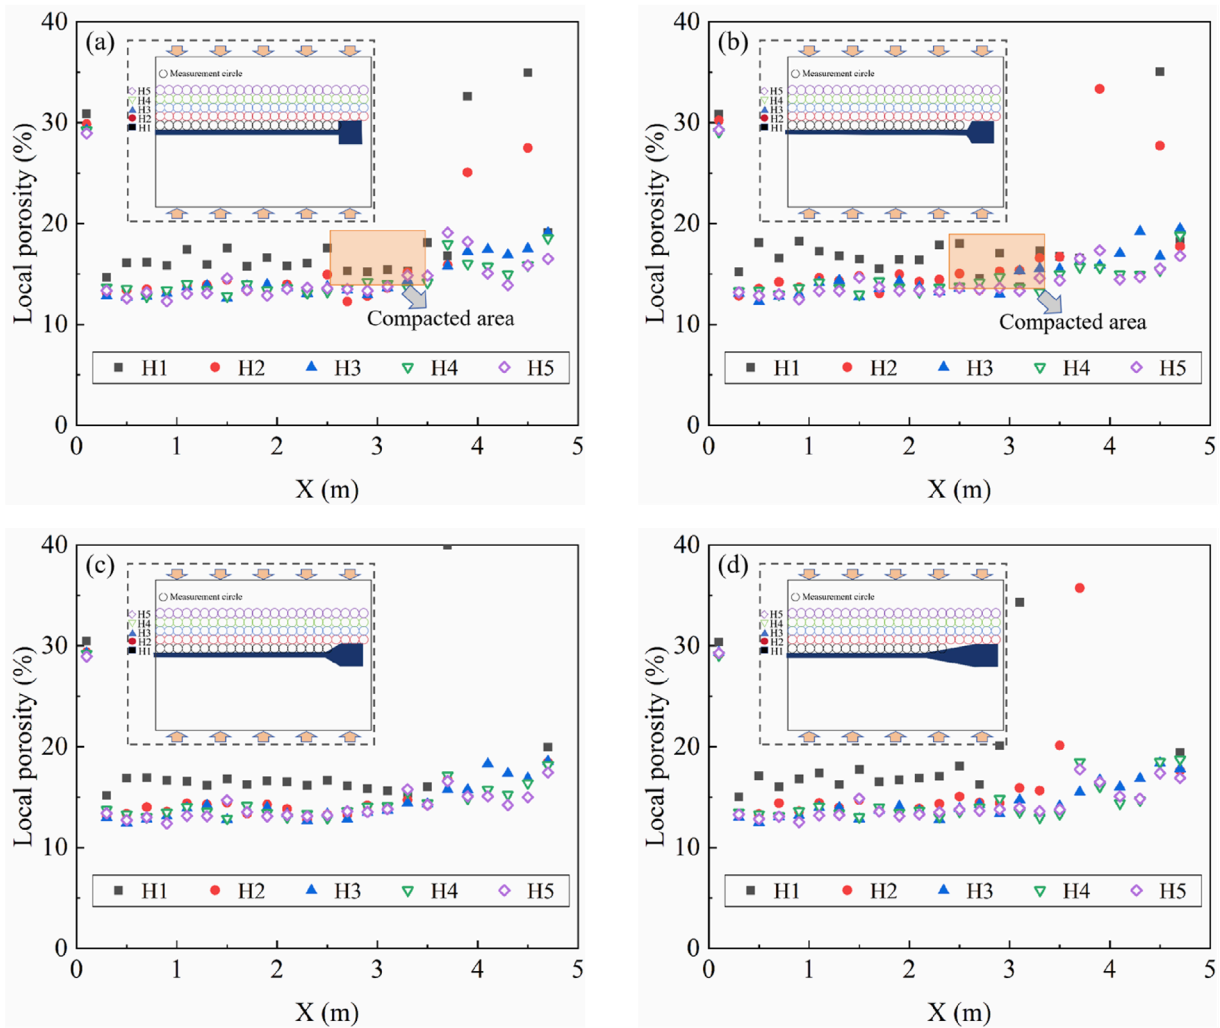 (a)
Measurement circle
H5
H4
H3
H2
H1
Compacted area
H1 H2 H3 H4 H5
40
30
20
10
0
0 1 2 3 4 5
Local porosity (%)
X (m)
(b)
Measurement circle
H5
H4
H3
H2
H1
Compacted area
H1 H2 H3 H4 H5
40
30
20
10
0
0 1 2 3 4 5
Local porosity (%)
X (m)
(c)
Measurement circle
H5
H4
H3
H2
H1
H1 H2 H3 H4 H5
40
30
20
10
0
0 1 2 3 4 5
Local porosity (%)
X (m)
(d)
Measurement circle
H5
H4
H3
H2
H1
H1 H2 H3 H4 H5
40
30
20
10
0
0 1 2 3 4 5
Local porosity (%)
X (m)